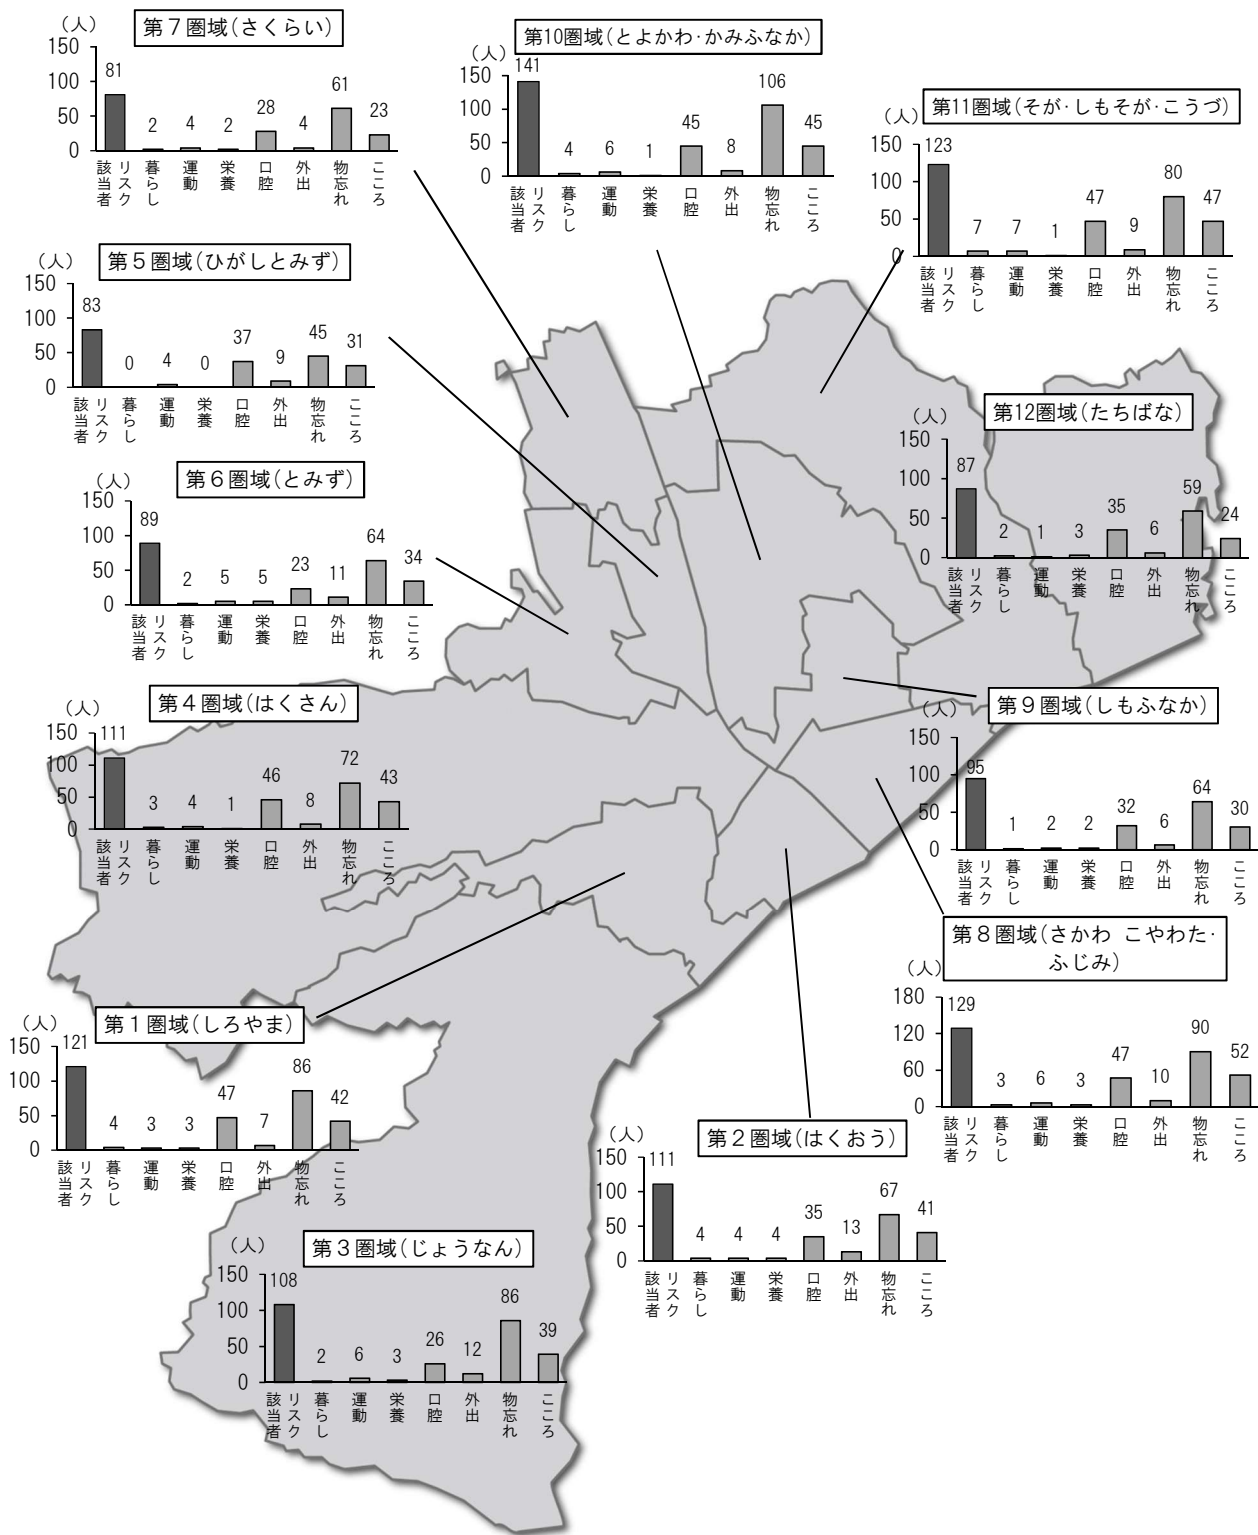 第７圏域(さくらい)
(人)
150
100
50
0
81
2
4
2
28
4
61
23
リスク該当者
暮らし
運動
栄養
口腔
外出
物忘れ
こころ
第10圏域(とよかわ·かみふなか)
(人)
150
100
50
0
141
4
6
1
45
8
106
45
リスク該当者
暮らし
運動
栄養
口腔
外出
物忘れ
こころ
第11圏域(そが·しもそが·こうづ)
(人)
150
100
50
0
123
7
7
1
47
9
80
47
リスク該当者
暮らし
運動
栄養
口腔
外出
物忘れ
こころ
第５圏域(ひがしとみず)
(人)
150
100
50
0
83
0
4
0
37
9
45
31
リスク該当者
暮らし
運動
栄養
口腔
外出
物忘れ
こころ
第12圏域(たちばな)
(人)
150
100
50
0
87
2
1
3
35
6
59
24
リスク該当者
暮らし
運動
栄養
口腔
外出
物忘れ
こころ
第６圏域(とみず)
(人)
150
100
50
0
89
2
5
5
23
11
64
34
リスク該当者
暮らし
運動
栄養
口腔
外出
物忘れ
こころ
第４圏域(はくさん)
(人)
150
100
50
0
111
3
4
1
46
8
72
43
リスク該当者
暮らし
運動
栄養
口腔
外出
物忘れ
こころ
第９圏域(しもふなか)
(人)
150
100
50
0
95
1
2
2
32
6
64
30
リスク該当者
暮らし
運動
栄養
口腔
外出
物忘れ
こころ
第８圏域(さかわ こやわた·
ふじみ)
(人)
180
120
60
0
129
3
6
3
47
10
90
52
リスク該当者
暮らし
運動
栄養
口腔
外出
物忘れ
こころ
第１圏域(しろやま)
(人)
150
100
50
0
121
4
3
3
47
7
86
42
リスク該当者
暮らし
運動
栄養
口腔
外出
物忘れ
こころ
第２圏域(はくおう)
(人)
150
100
50
0
111
4
4
4
35
13
67
41
リスク該当者
暮らし
運動
栄養
口腔
外出
物忘れ
こころ
第３圏域(じょうなん)
(人)
150
100
50
0
108
2
6
3
26
12
86
39
リスク該当者
暮らし
運動
栄養
口腔
外出
物忘れ
こころ